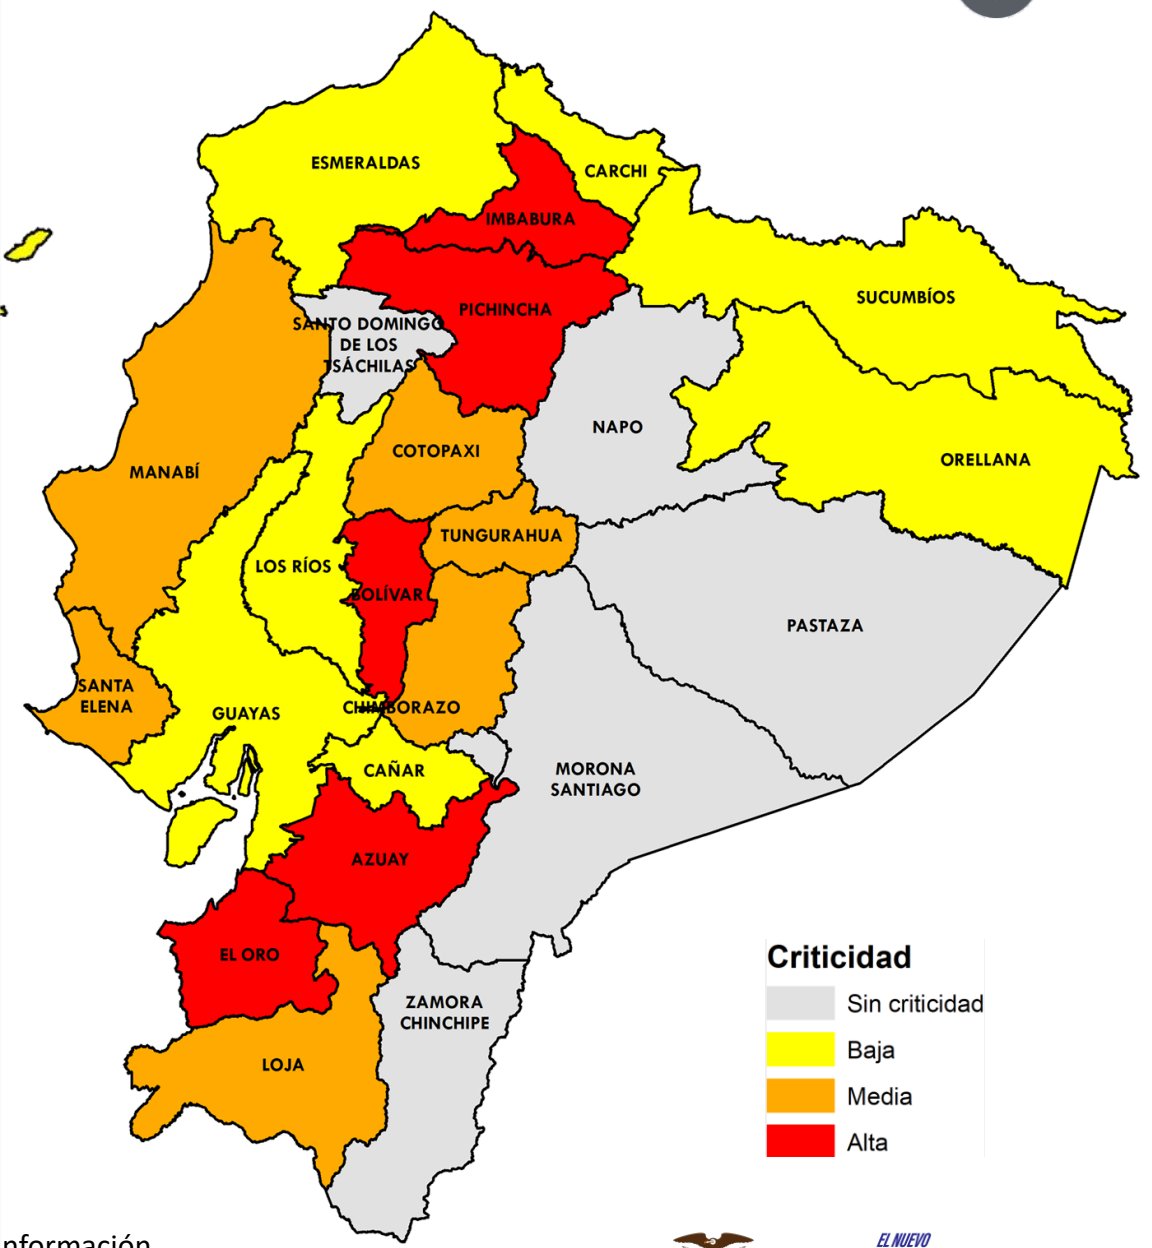 ESMERALDAS
CARCHI
IMBABURA
SUCUMBÍOS
PICHINCHA
SANTO DOMINGO
DE LOS
TSÁCHILAS
NAPO
COTOPAXI
ORELLANA
MANABÍ
TUNGURAHUA
LOS RÍOS
BOLÍVAR
PASTAZA
SANTA
ELENA
CHIMBORAZO
GUAYAS
CAÑAR
MORONA
SANTIAGO
AZUAY
EL ORO
ZAMORA
CHINCHIPE
LOJA
Criticidad
Sin criticidad
Baja
Media
Alta
nformación
EL NUEVO